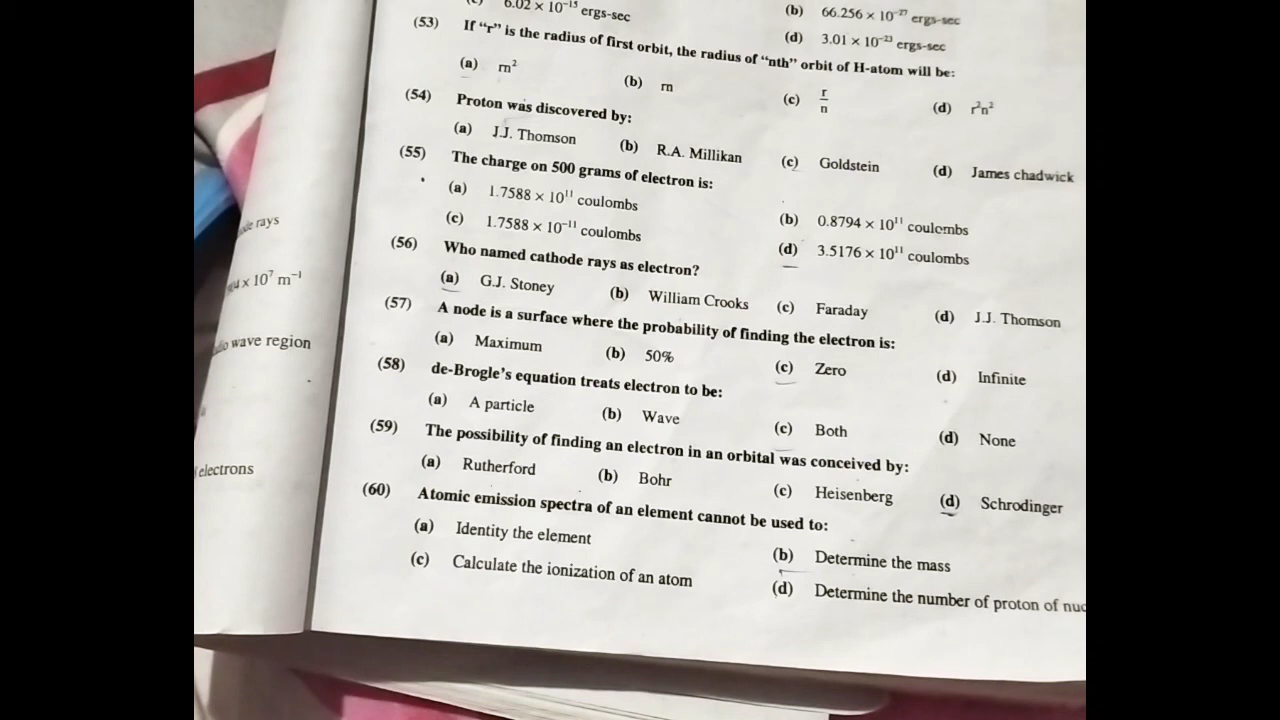 6.02 × 10⁻¹⁵ ergs-sec
(b) 66.256 × 10⁻²⁷ ergs-sec
(d) 3.01 × 10⁻²³ ergs-sec
(53) If “r” is the radius of first orbit, the radius of “nth” orbit of H-atom will be:
(a) rn² (b) rn (c) r/n (d) r²n²
(54) Proton was discovered by:
(a) J.J. Thomson (b) R.A. Millikan (c) Goldstein (d) James chadwick
(55) The charge on 500 grams of electron is:
(a) 1.7588 × 10¹¹ coulombs (b) 0.8794 × 10¹¹ coulombs
(c) 1.7588 × 10⁻¹¹ coulombs (d) 3.5176 × 10¹¹ coulombs
(56) Who named cathode rays as electron?
(a) G.J. Stoney (b) William Crooks (c) Faraday (d) J.J. Thomson
(57) A node is a surface where the probability of finding the electron is:
(a) Maximum (b) 50% (c) Zero (d) Infinite
(58) de-Brogle’s equation treats electron to be:
(a) A particle (b) Wave (c) Both (d) None
(59) The possibility of finding an electron in an orbital was conceived by:
(a) Rutherford (b) Bohr (c) Heisenberg (d) Schrodinger
(60) Atomic emission spectra of an element cannot be used to:
(a) Identity the element (b) Determine the mass
(c) Calculate the ionization of an atom (d) Determine the number of proton of nuc
rays
× 10⁷ m⁻¹
wave region
electrons